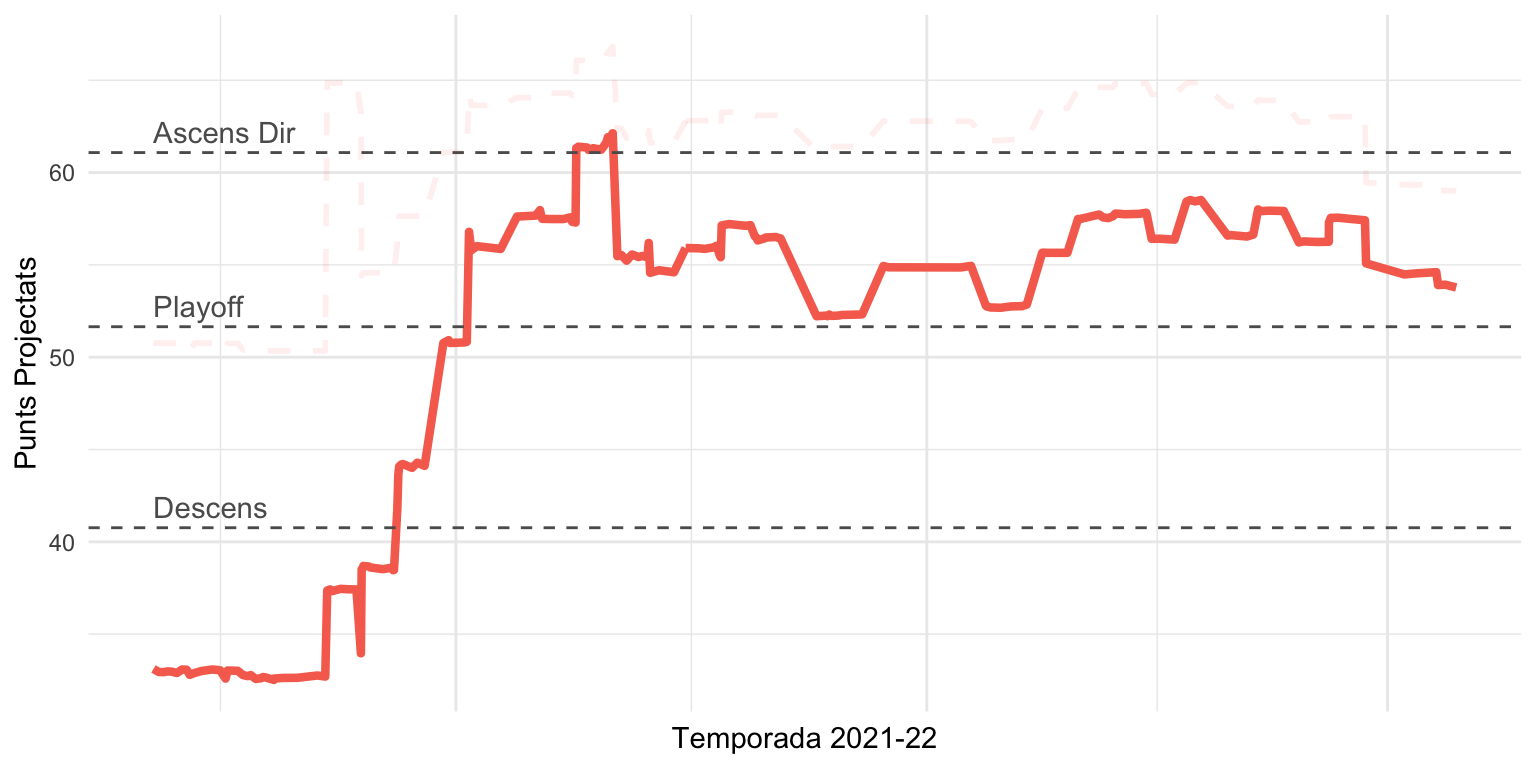 Ascens Dir
60
Playoff
50
Descens
40
Punts Projectats
Temporada 2021-22